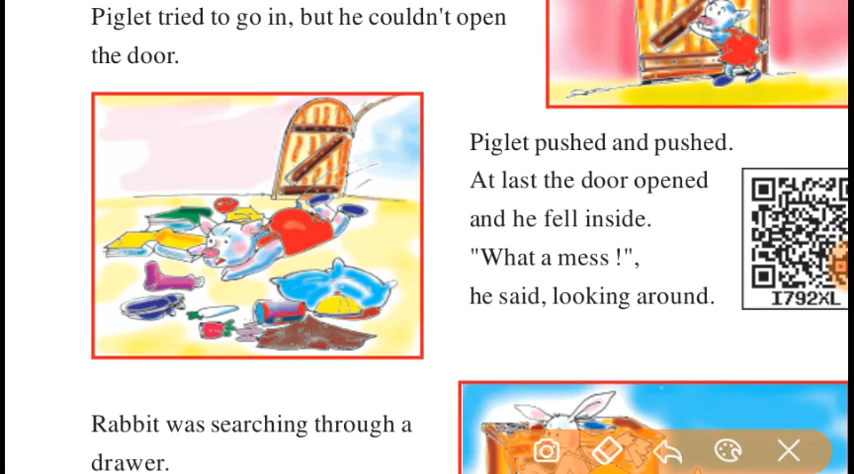 Piglet tried to go in, but he couldn't open
the door.
Piglet pushed and pushed.
At last the door opened
and he fell inside.
"What a mess !",
he said, looking around.
I792XL
Rabbit was searching through a
drawer.